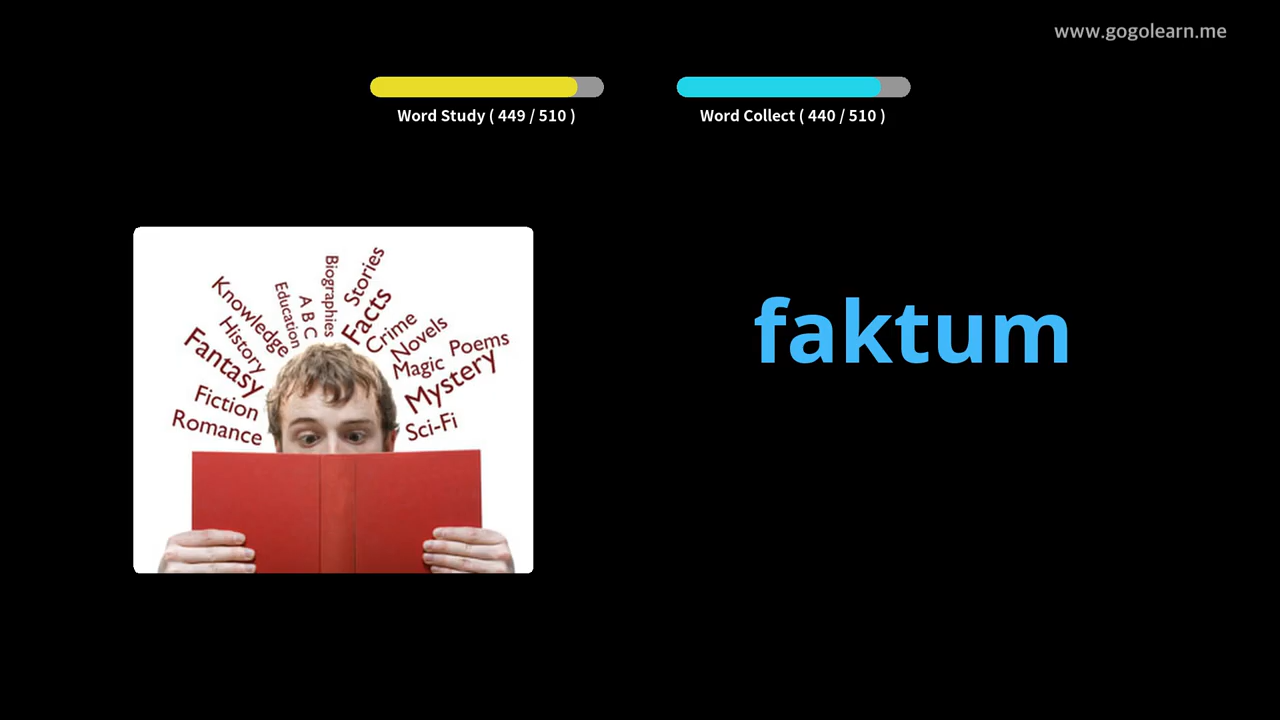 www.gogolearn.me
Word Study ( 449 / 510 )
Word Collect ( 440 / 510 )
faktum
Biographies
Stories
Education
A B C
Facts
Knowledge
History
Crime
Novels
Poems
Fantasy
Magic
Mystery
Fiction
Romance
Sci-Fi